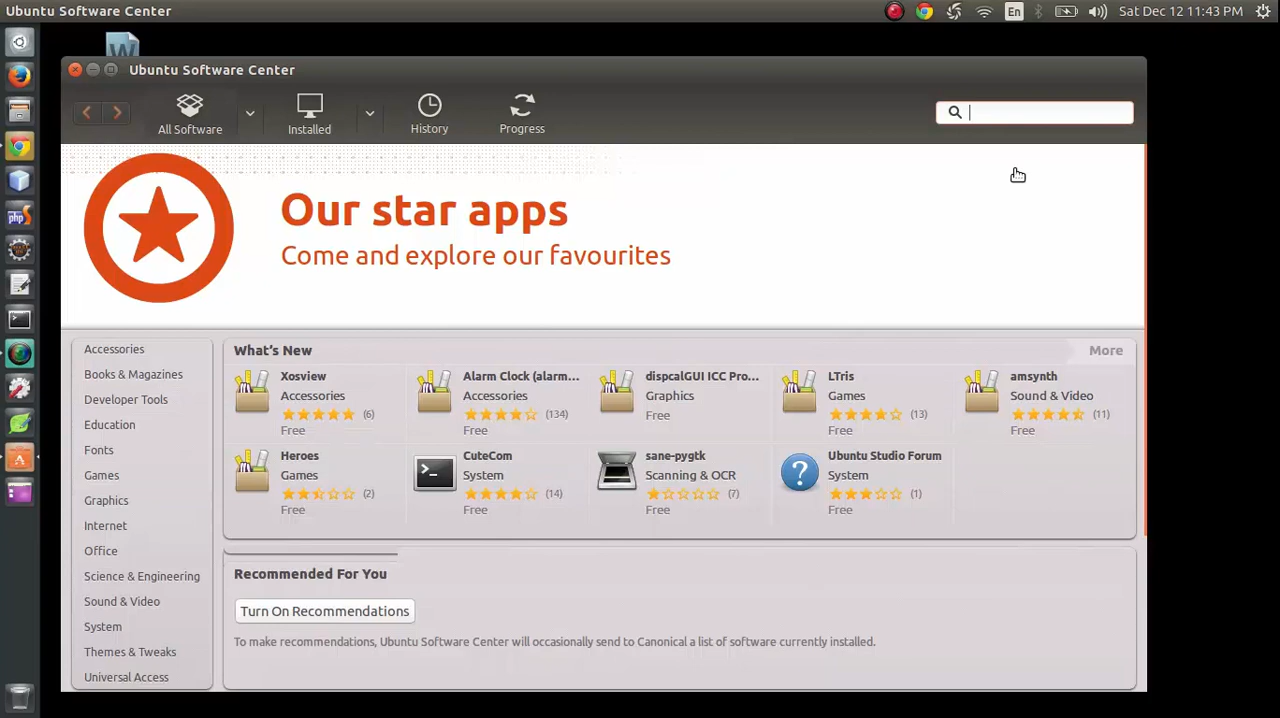 Ubuntu Software Center
En
Sat Dec 12 11:43 PM
W
Ubuntu Software Center
All Software
Installed
History
Progress
php
Our star apps
Come and explore our favourites
Accessories
Books & Magazines
Developer Tools
Education
Fonts
Games
Graphics
Internet
Office
Science & Engineering
Sound & Video
System
Themes & Tweaks
Universal Access
What's New
More
Xosview
Accessories
(6)
Free
Alarm Clock (alarm...
Accessories
(134)
Free
dispcalGUI ICC Pro...
Graphics
Free
LTris
Games
(13)
Free
amsynth
Sound & Video
(11)
Free
Heroes
Games
(2)
Free
CuteCom
System
(14)
Free
sane-pygtk
Scanning & OCR
(7)
Free
Ubuntu Studio Forum
System
(1)
Free
Recommended For You
Turn On Recommendations
To make recommendations, Ubuntu Software Center will occasionally send to Canonical a list of software currently installed.